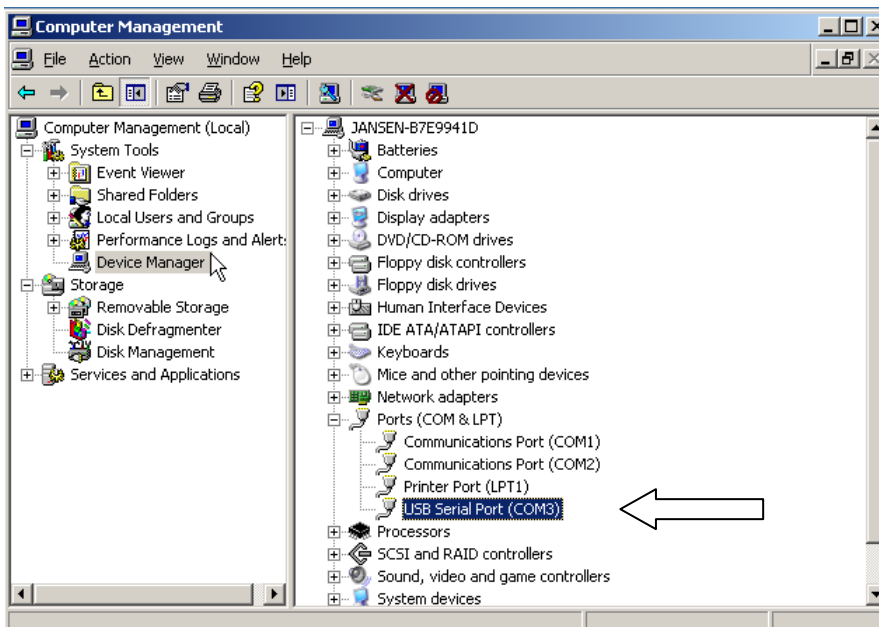 Computer Management
File Action View Window Help
Computer Management (Local)
System Tools
Event Viewer
Shared Folders
Local Users and Groups
Performance Logs and Alert
Device Manager
Storage
Removable Storage
Disk Defragmenter
Disk Management
Services and Applications
JANSEN-B7E9941D
Batteries
Computer
Disk drives
Display adapters
DVD/CD-ROM drives
Floppy disk controllers
Floppy disk drives
Human Interface Devices
IDE ATA/ATAPI controllers
Keyboards
Mice and other pointing devices
Network adapters
Ports (COM & LPT)
Communications Port (COM1)
Communications Port (COM2)
Printer Port (LPT1)
USB Serial Port (COM3)
Processors
SCSI and RAID controllers
Sound, video and game controllers
System devices